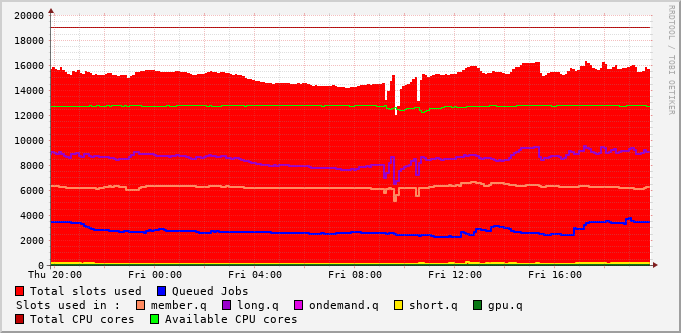 20000
18000
16000
14000
12000
10000
8000
6000
4000
2000
0
Thu 20:00 Fri 00:00 Fri 04:00 Fri 08:00 Fri 12:00 Fri 16:00
Total slots used Queued Jobs
Slots used in : member.q long.q ondemand.q short.q gpu.q
Total CPU cores Available CPU cores
RRDTOOL / TOBI OETIKER